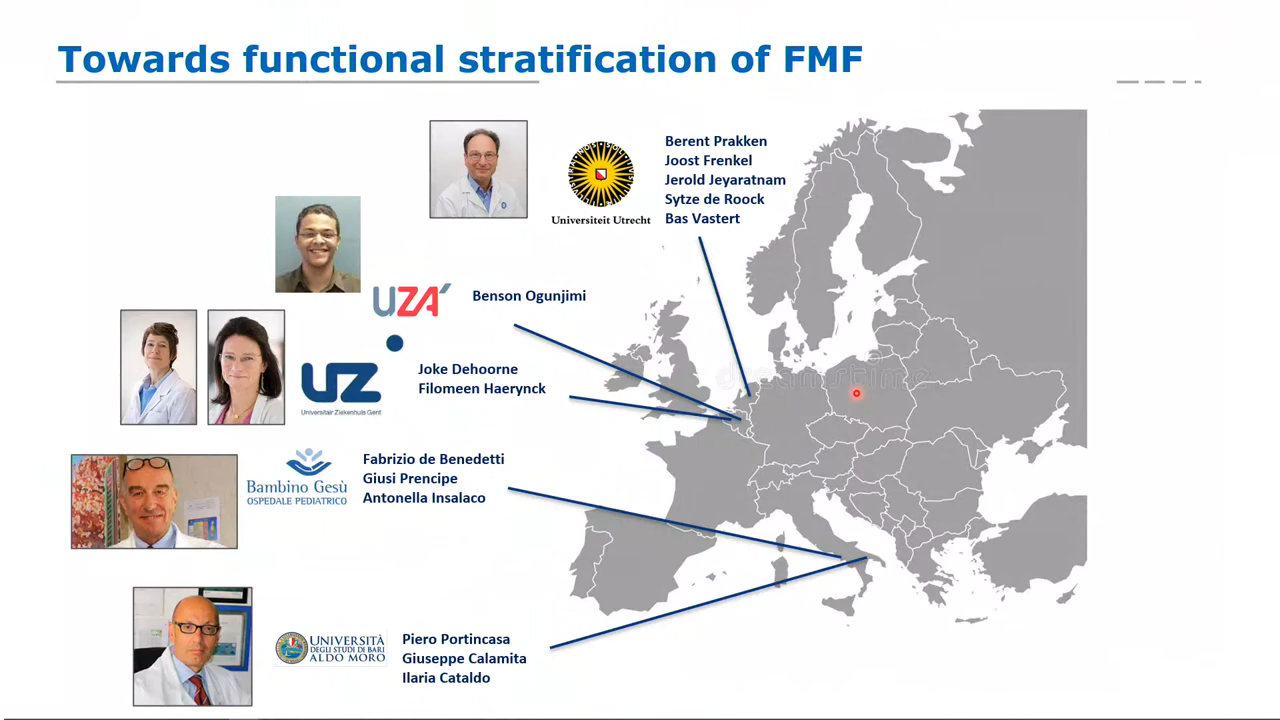 Towards functional stratification of FMF
Berent Prakken
Joost Frenkel
Jerold Jeyaratnam
Sytze de Roock
Bas Vastert
Universiteit Utrecht
UZA
Benson Ogunjimi
UZ
Universitair Ziekenhuis Gent
Joke Dehoorne
Filomeen Haerynck
Bambino Gesù
OSPEDALE PEDIATRICO
Fabrizio de Benedetti
Giusi Prencipe
Antonella Insalaco
UNIVERSITÀ
DEGLI STUDI DI BARI
ALDO MORO
Piero Portincasa
Giuseppe Calamita
Ilaria Cataldo
dreamstime